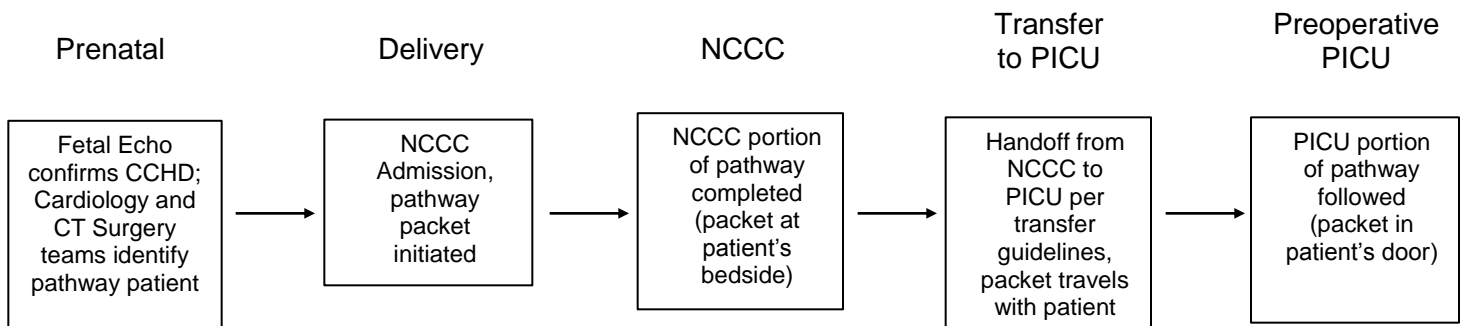 Prenatal
Delivery
NCCC
Transfer
to PICU
Preoperative
PICU
Fetal Echo
confirms CCHD;
Cardiology and
CT Surgery
teams identify
pathway patient
NCCC
Admission,
pathway
packet
initiated
NCCC portion
of pathway
completed
(packet at
patient’s
bedside)
Handoff from
NCCC to
PICU per
transfer
guidelines,
packet travels
with patient
PICU portion
of pathway
followed
(packet in
patient’s door)